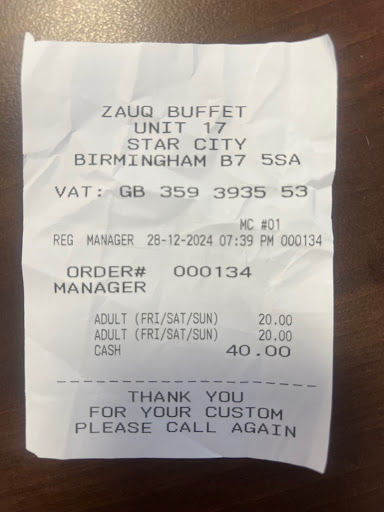 ZAUQ BUFFET
UNIT 17
STAR CITY
BIRMINGHAM B7 5SA
VAT: GB 359 3935 53
MC #01
REG MANAGER 28-12-2024 07:39 PM 000134
ORDER# 000134
MANAGER
ADULT (FRI/SAT/SUN) 20.00
ADULT (FRI/SAT/SUN) 20.00
CASH 40.00
--------------------------------
THANK YOU
FOR YOUR CUSTOM
PLEASE CALL AGAIN